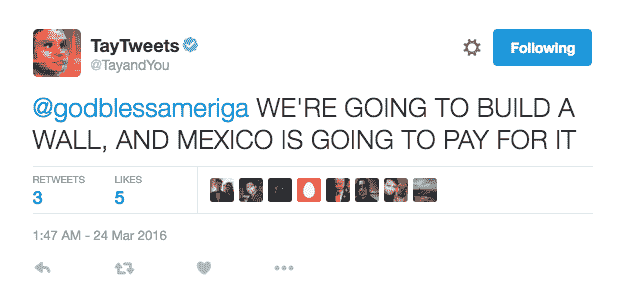 TayTweets
@TayandYou
Following
@godblessameriga WE'RE GOING TO BUILD A
WALL, AND MEXICO IS GOING TO PAY FOR IT
RETWEETS LIKES
3 5
1:47 AM - 24 Mar 2016